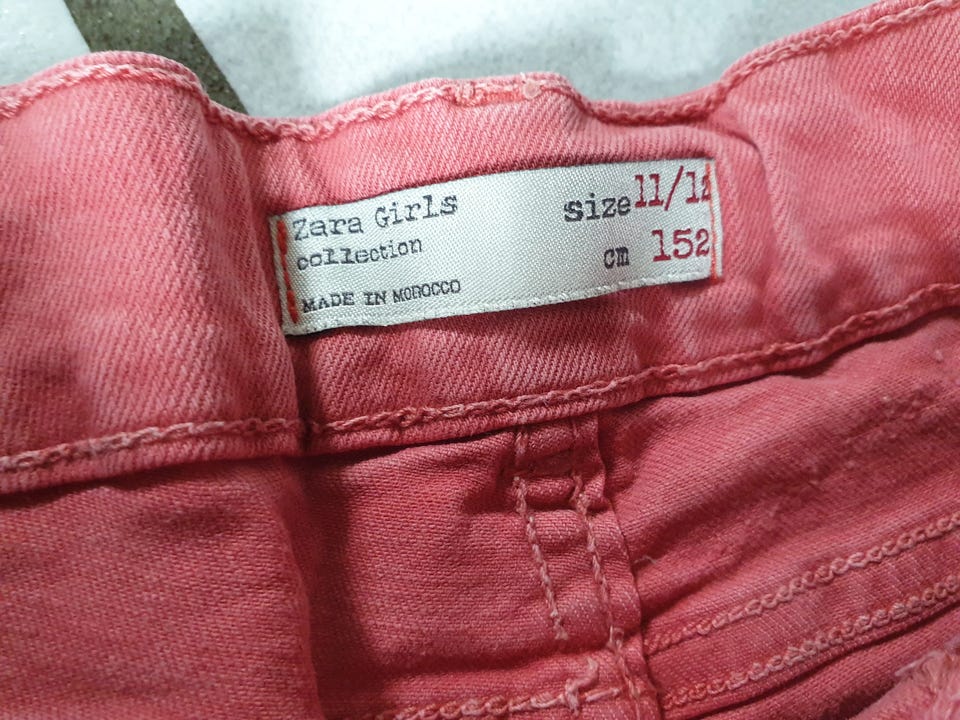 Zara Girls
collection
MADE IN MOROCCO
size 11/12
cm 152